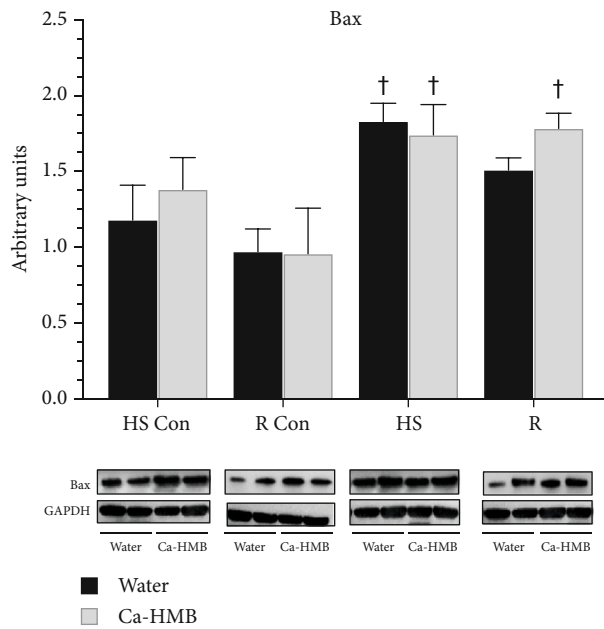 Bax
Arbitrary units
2.5
2.0
1.5
1.0
0.5
0.0
† † †
HS Con R Con HS R
Bax
GAPDH
Water Ca-HMB Water Ca-HMB Water Ca-HMB Water Ca-HMB
Water
Ca-HMB